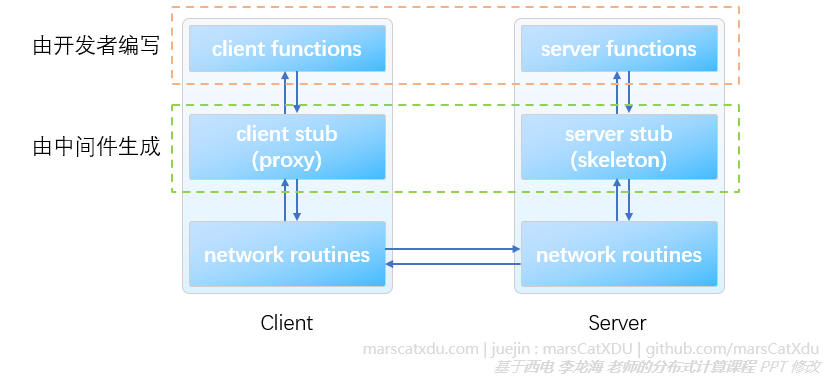 由开发者编写
client functions
server functions
由中间件生成
client stub
(proxy)
server stub
(skeleton)
network routines
network routines
Client
Server
marscatxdu.com | juejin : marsCatXDU | github.com/marsCatXdu
基于西电 李龙海 老师的分布式计算课程 PPT 修改